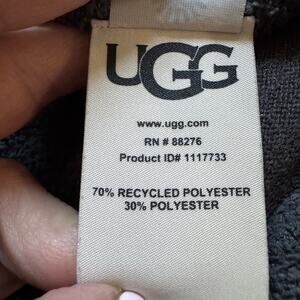 UGG
www.ugg.com
RN # 88276
Product ID# 1117733
70% RECYCLED POLYESTER
30% POLYESTER